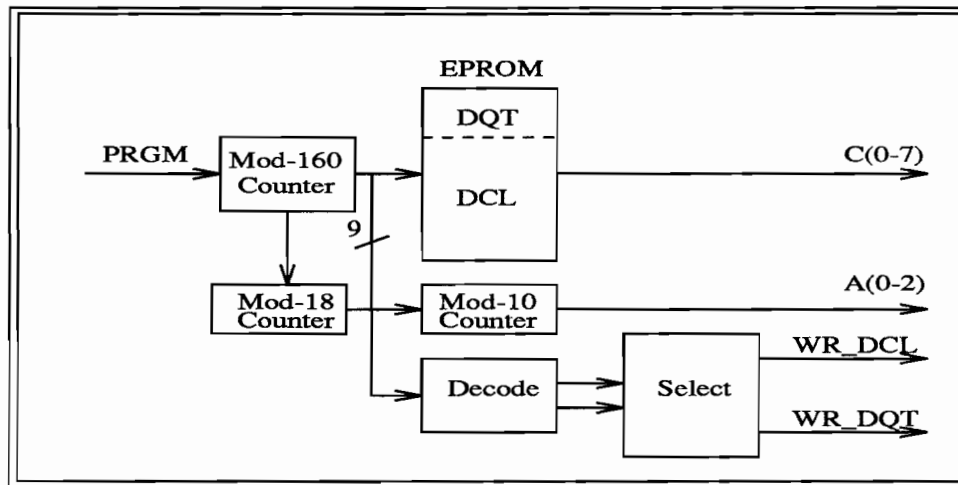 EPROM
DQT
DCL
PRGM
Mod-160
Counter
C(0-7)
9
Mod-18
Counter
Mod-10
Counter
A(0-2)
Decode
Select
WR_DCL
WR_DQT